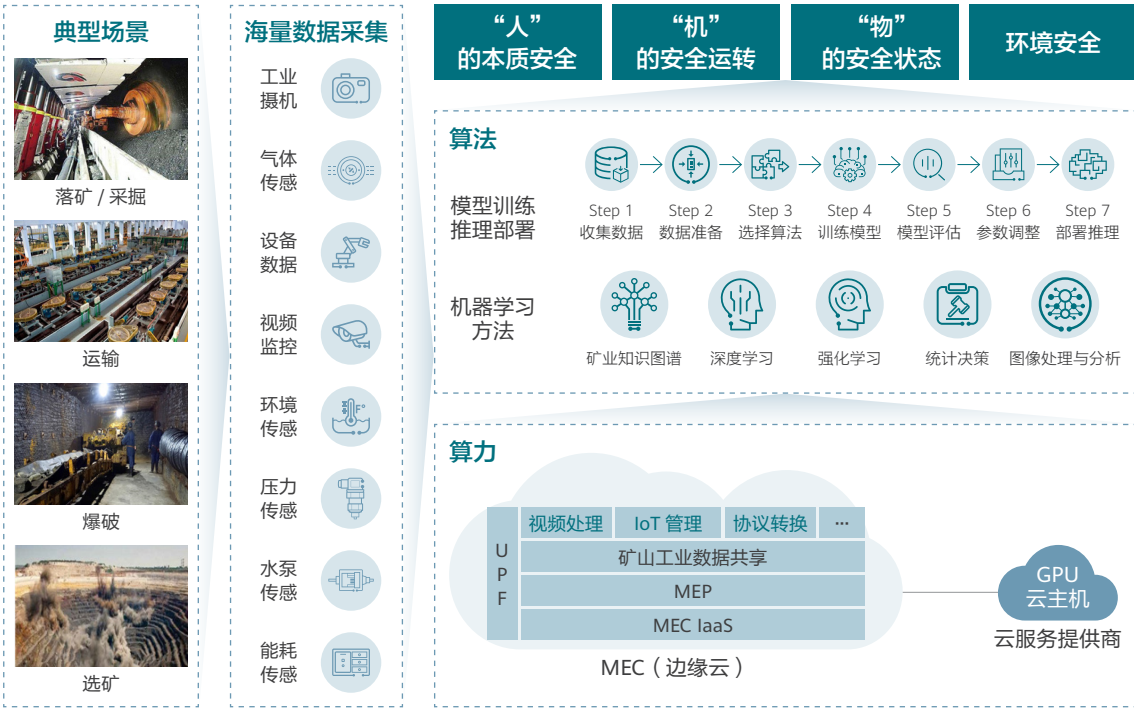 典型场景
落矿 / 采掘
运输
爆破
选矿
海量数据采集
工业
摄机
气体
传感
设备
数据
视频
监控
环境
传感
压力
传感
水泵
传感
能耗
传感
“人”
的本质安全
“机”
的安全运转
“物”
的安全状态
环境安全
算法
模型训练
推理部署
Step 1
收集数据
Step 2
数据准备
Step 3
选择算法
Step 4
训练模型
Step 5
模型评估
Step 6
参数调整
Step 7
部署推理
机器学习
方法
矿业知识图谱
深度学习
强化学习
统计决策
图像处理与分析
算力
U
P
F
视频处理
IoT 管理
协议转换
...
矿山工业数据共享
MEP
MEC IaaS
MEC（边缘云）
GPU
云主机
云服务提供商